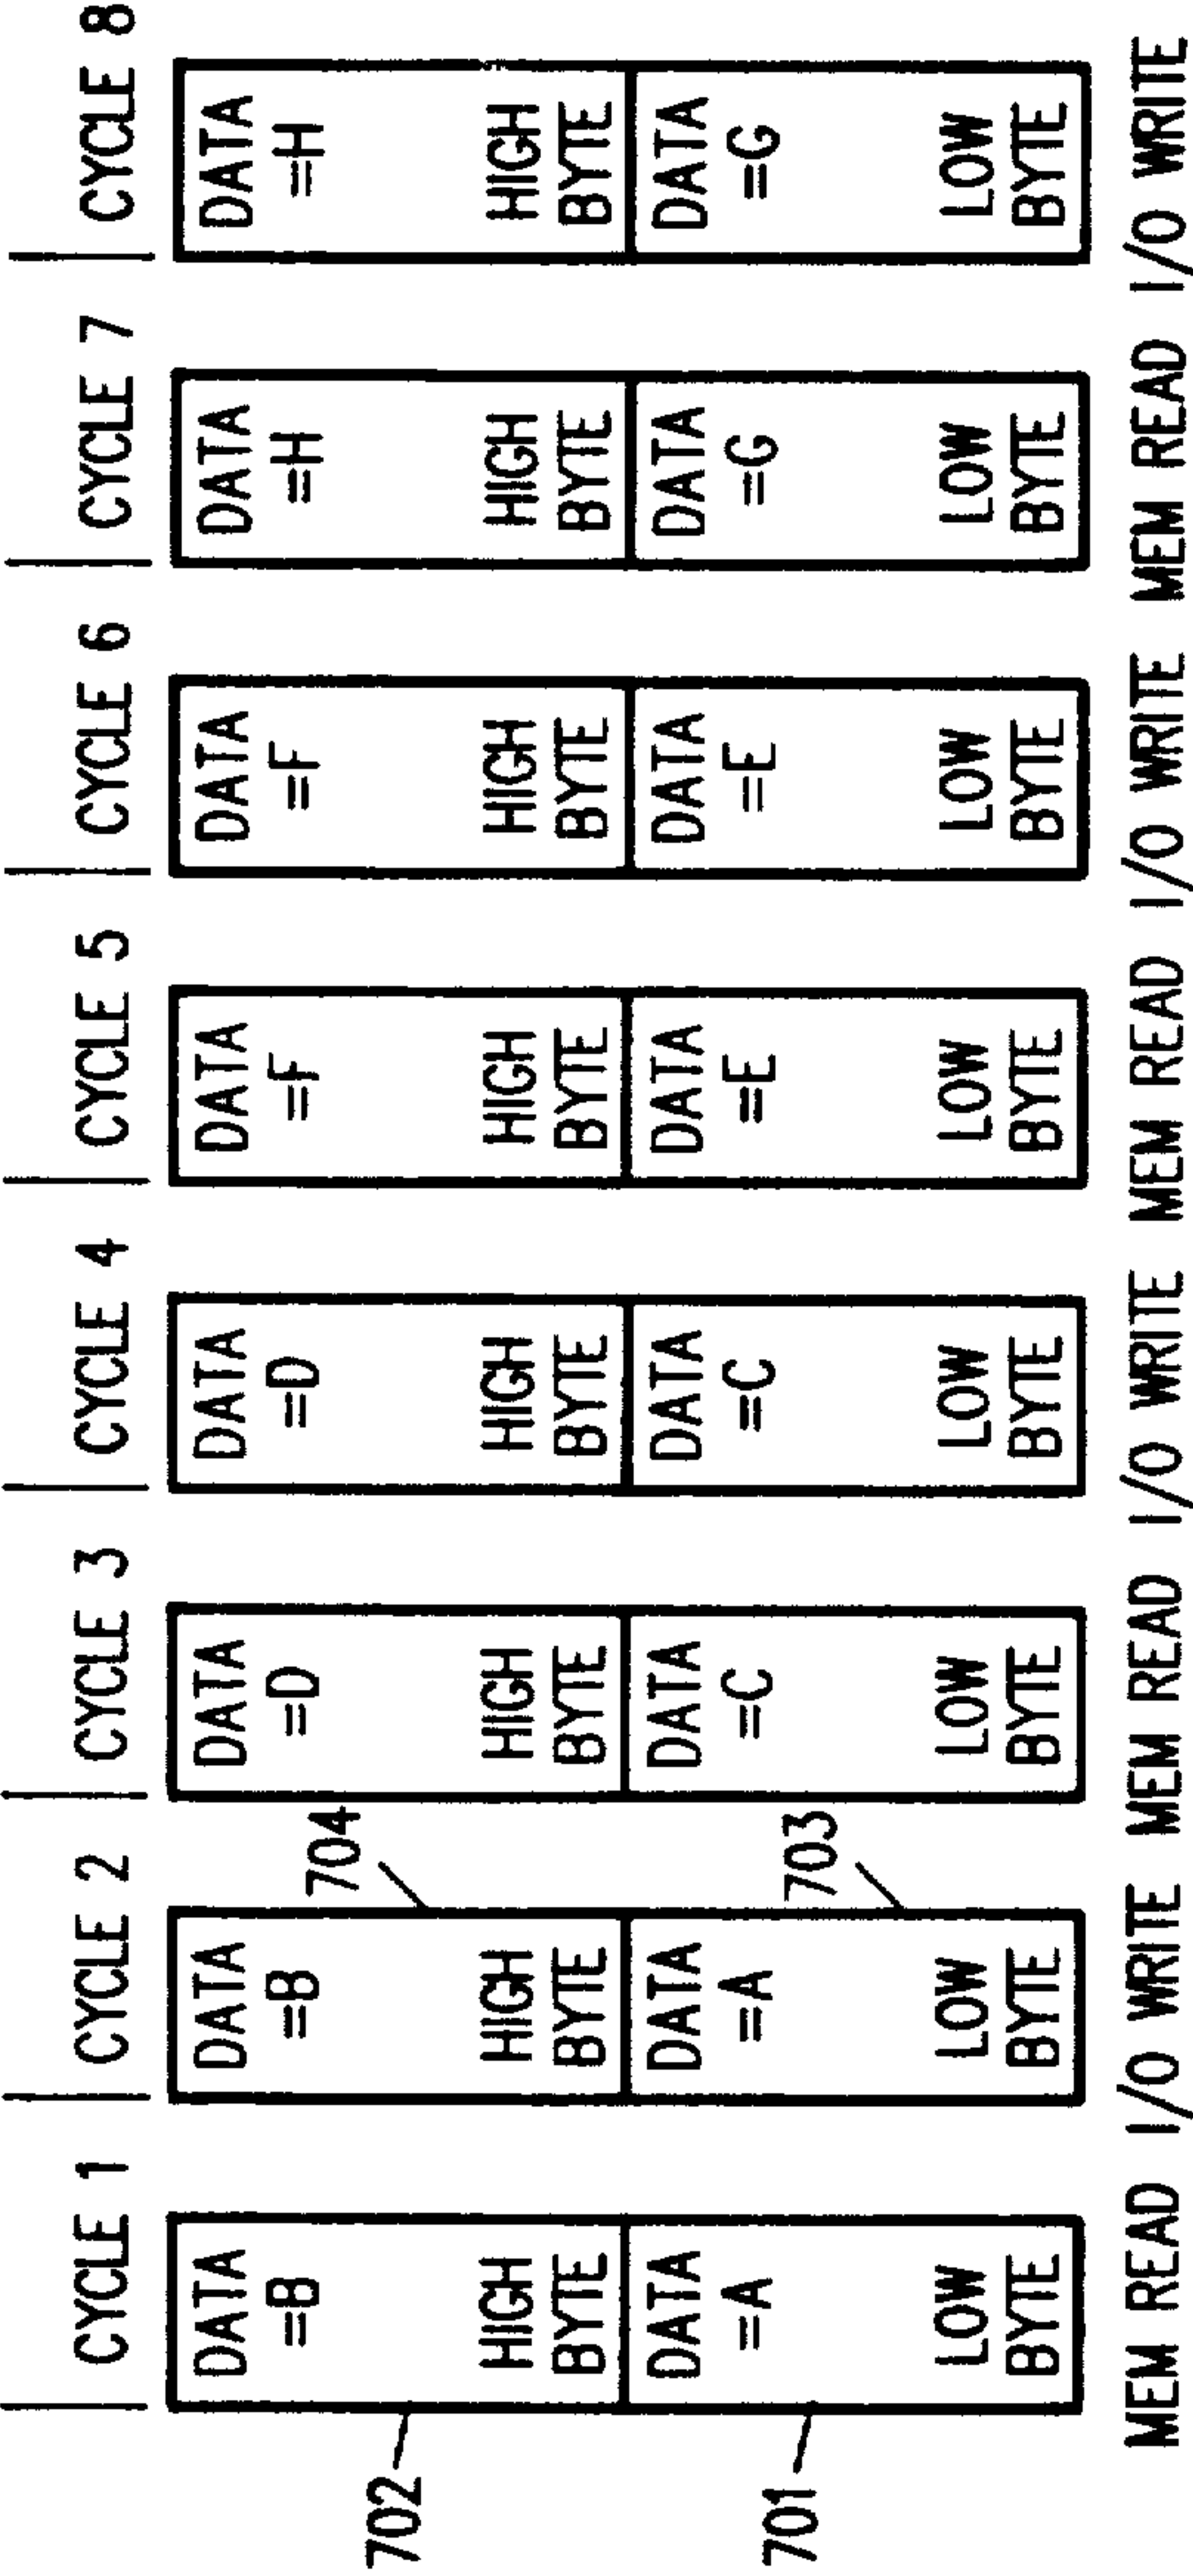 CYCLE 1 CYCLE 2 CYCLE 3 CYCLE 4 CYCLE 5 CYCLE 6 CYCLE 7 CYCLE 8
DATA DATA DATA DATA DATA DATA DATA DATA
=B =B =D =D =F =F =H =H
702 704
HIGH HIGH HIGH HIGH HIGH HIGH HIGH HIGH
BYTE BYTE BYTE BYTE BYTE BYTE BYTE BYTE
DATA DATA DATA DATA DATA DATA DATA DATA
=A =A =C =C =E =E =G =G
701 703
LOW LOW LOW LOW LOW LOW LOW LOW
BYTE BYTE BYTE BYTE BYTE BYTE BYTE BYTE
MEM READ I/O WRITE MEM READ I/O WRITE MEM READ I/O WRITE MEM READ I/O WRITE